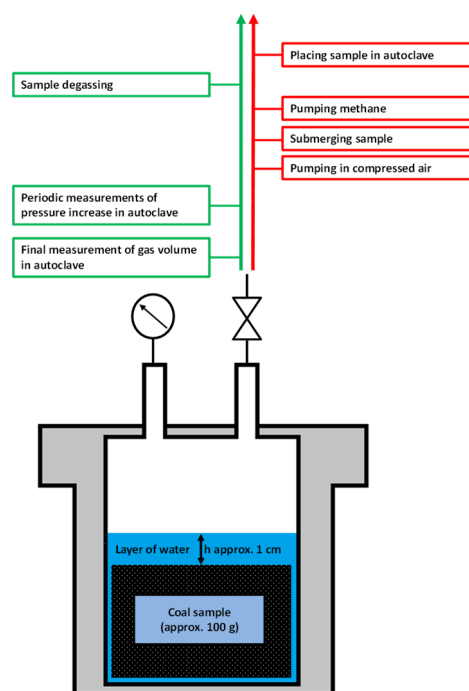 Placing sample in autoclave
Sample degassing
Pumping methane
Submerging sample
Pumping in compressed air
Periodic measurements of
pressure increase in autoclave
Final measurement of gas volume
in autoclave
Layer of water
h approx. 1 cm
Coal sample
(approx. 100 g)